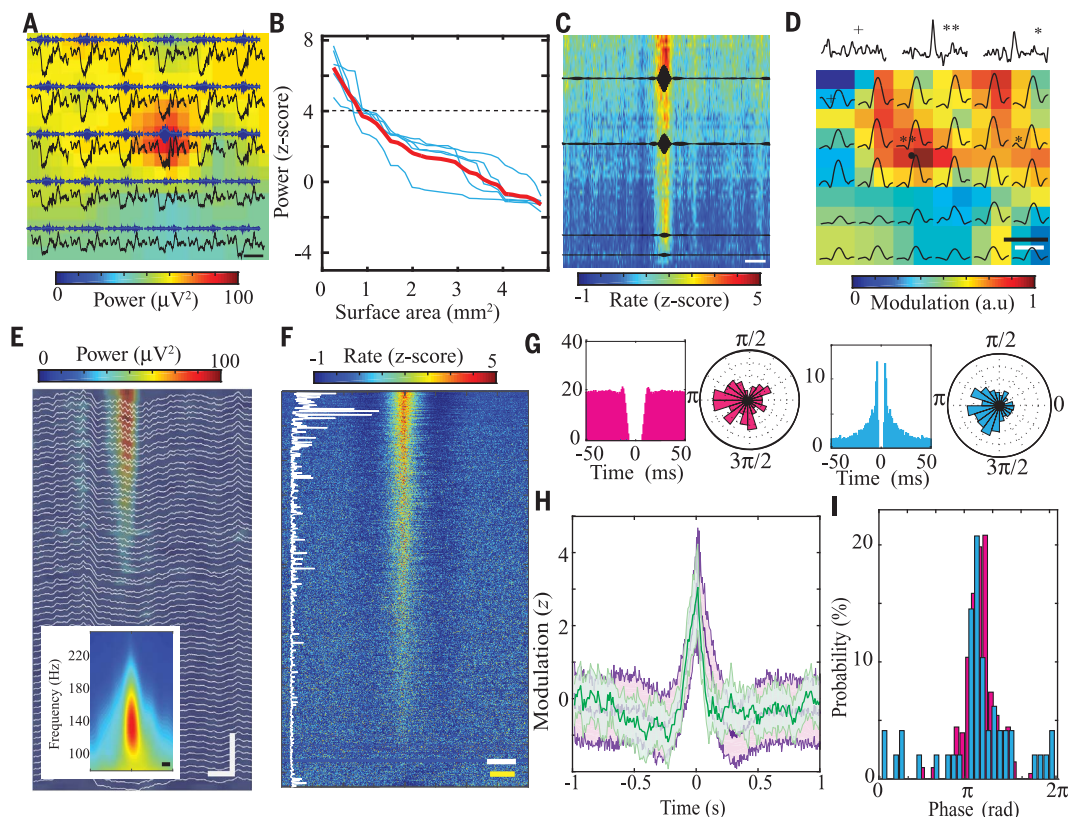 A
0 100
Power (μV²)
B
8
4
0
-4
Power (z-score)
0 1 2 3 4
Surface area (mm²)
C
-1 5
Rate (z-score)
D
+ ** *
+
** *
0 1
Modulation (a.u)
E
0 Power (μV²) 100
220
180
140
100
Frequency (Hz)
F
-1 Rate (z-score) 5
G
40
20
0
-50 50
Time (ms)
π/2
π
3π/2
10
5
0
-50 50
Time (ms)
π/2
π 0
3π/2
H
4
2
0
Modulation (z)
-1 -0.5 0 0.5 1
Time (s)
I
20
10
0
Probability (%)
0 π 2π
Phase (rad)